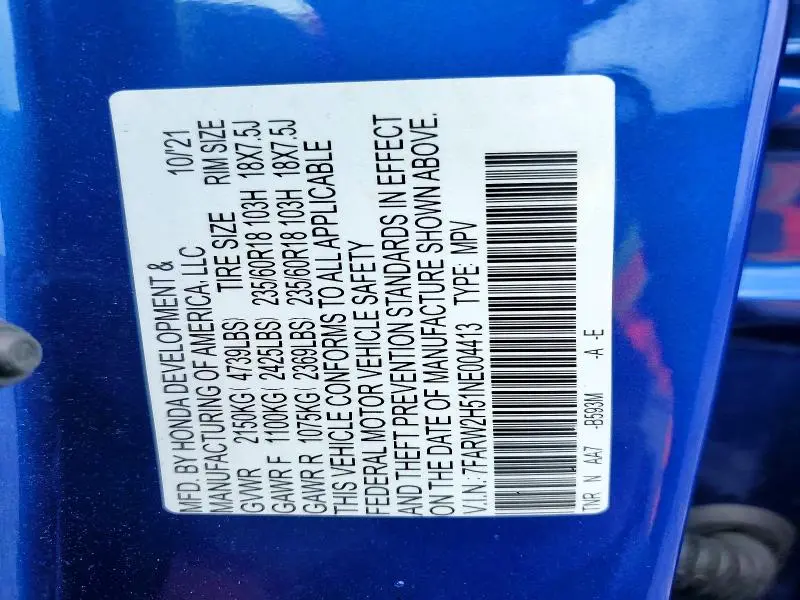 MFD. BY HONDA DEVELOPMENT & 10/'21
MANUFACTURING OF AMERICA, LLC
GVWR 2150KG( 4739LBS) TIRE SIZE RIM SIZE
GAWR F 1100KG( 2425LBS) 235/60R18 103H 18X7.5J
GAWR R 1075KG( 2369LBS) 235/60R18 103H 18X7.5J
THIS VEHICLE CONFORMS TO ALL APPLICABLE
FEDERAL MOTOR VEHICLE SAFETY
AND THEFT PREVENTION STANDARDS IN EFFECT
ON THE DATE OF MANUFACTURE SHOWN ABOVE.
V.I.N.: 7FARW2H51NE004413 TYPE: MPV
TNR N AA7 -B593M -A -E